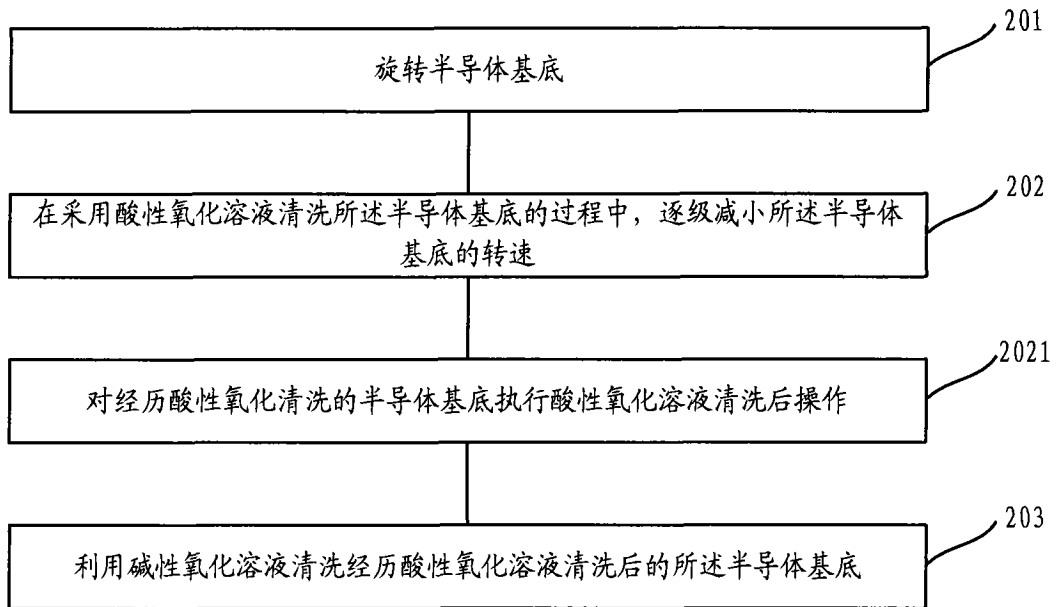 201
旋转半导体基底
202
在采用酸性氧化溶液清洗所述半导体基底的过程中，逐级减小所述半导体
基底的转速
2021
对经历酸性氧化清洗的半导体基底执行酸性氧化溶液清洗后操作
203
利用碱性氧化溶液清洗经历酸性氧化溶液清洗后的所述半导体基底